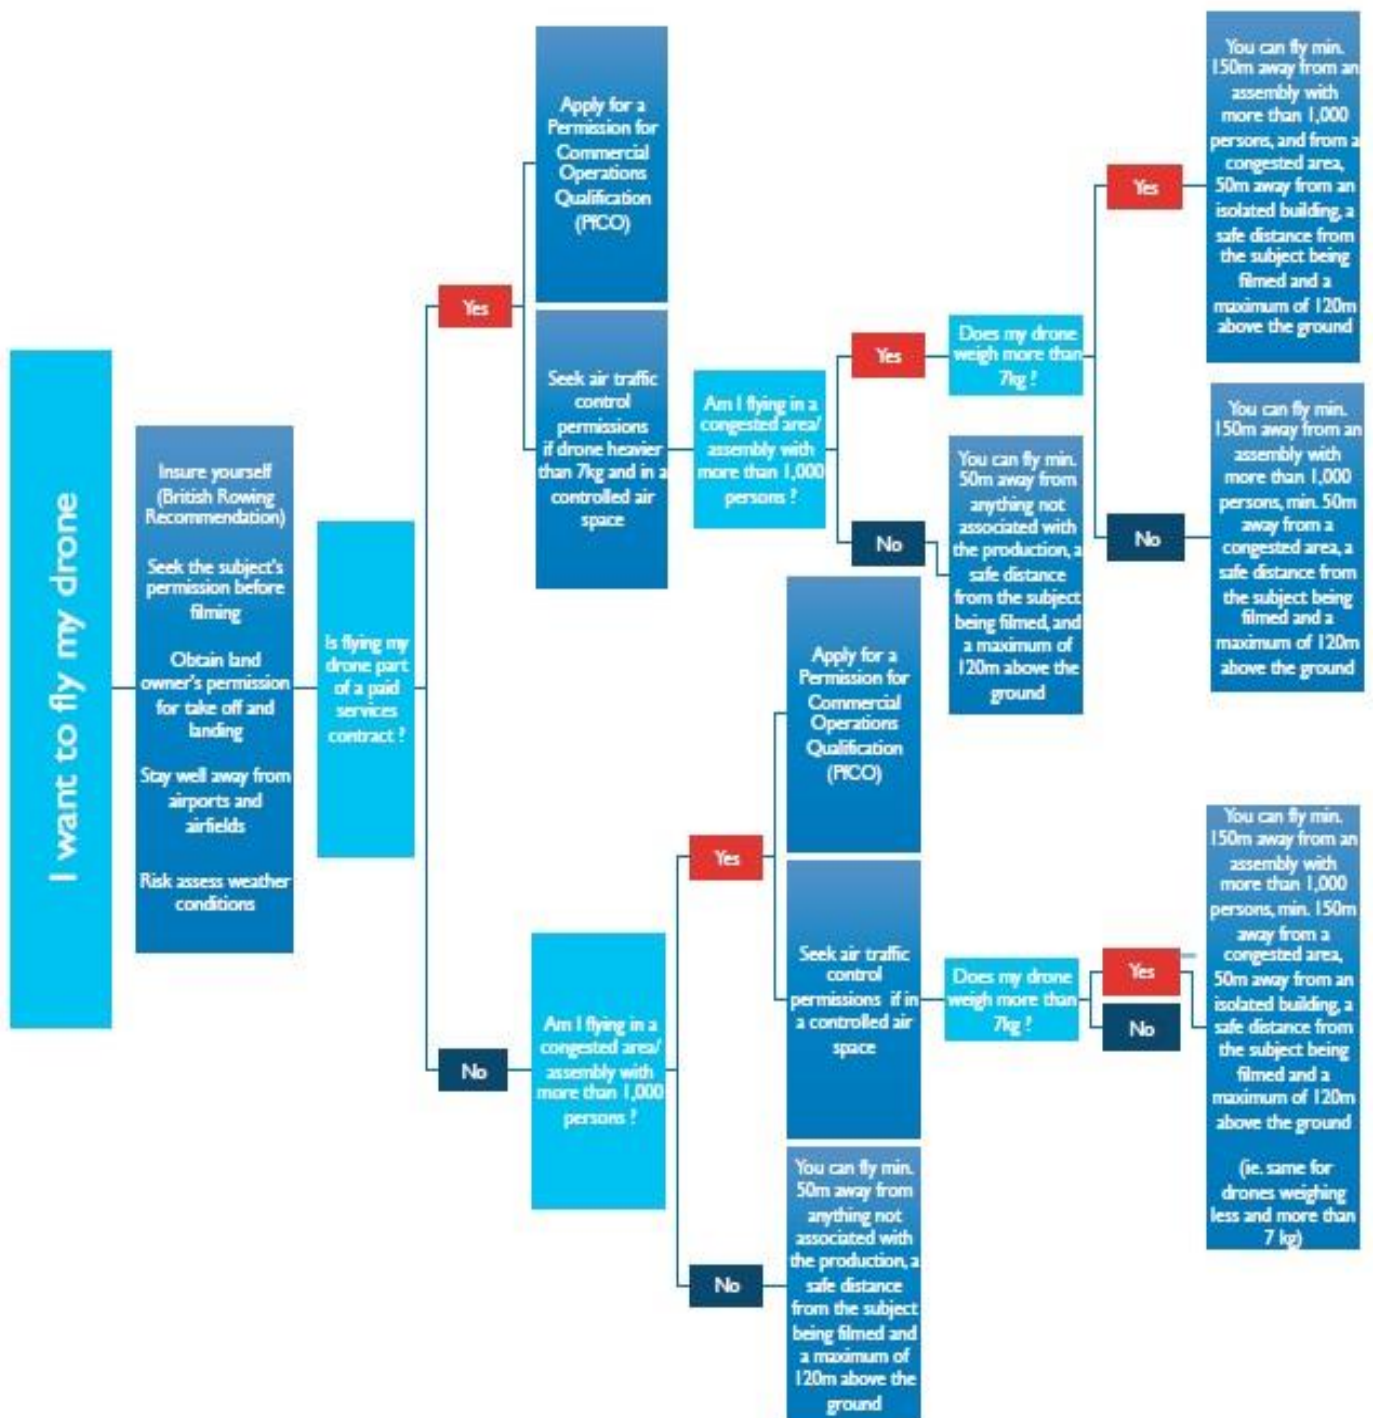 I want to fly my drone
Insure yourself
(British Rowing
Recommendation)
Seek the subject's
permission before
filming
Obtain land
owner's permission
for take off and
landing
Stay well away from
airports and
airfields
Risk assess weather
conditions
Is flying my
drone part
of a paid
services
contract ?
Yes
Apply for a
Permission for
Commercial
Operations
Qualification
(PfCO)
Seek air traffic
control
permissions
if drone heavier
than 7kg and in a
controlled air
space
Am I flying in a
congested area/
assembly with
more than 1,000
persons ?
Yes
Does my drone
weigh more than
7kg ?
Yes
You can fly min.
150m away from an
assembly with
more than 1,000
persons, and from a
congested area,
50m away from an
isolated building, a
safe distance from
the subject being
filmed and a
maximum of 120m
above the ground
No
You can fly min.
150m away from an
assembly with
more than 1,000
persons, min. 50m
away from a
congested area, a
safe distance from
the subject being
filmed and a
maximum of 120m
above the ground
No
You can fly min.
50m away from
anything not
associated with
the production, a
safe distance
from the subject
being filmed, and
a maximum of
120m above the
ground
No
Am I flying in a
congested area/
assembly with
more than 1,000
persons ?
Yes
Apply for a
Permission for
Commercial
Operations
Qualification
(PfCO)
Seek air traffic
control
permissions if in
a controlled air
space
Does my drone
weigh more than
7kg ?
Yes
No
You can fly min.
150m away from an
assembly with
more than 1,000
persons, min. 150m
away from a
congested area,
50m away from an
isolated building, a
safe distance from
the subject being
filmed and a
maximum of 120m
above the ground
(ie. same for
drones weighing
less and more than
7 kg)
No
You can fly min.
50m away from
anything not
associated with
the production, a
safe distance
from the subject
being filmed and
a maximum of
120m above the
ground